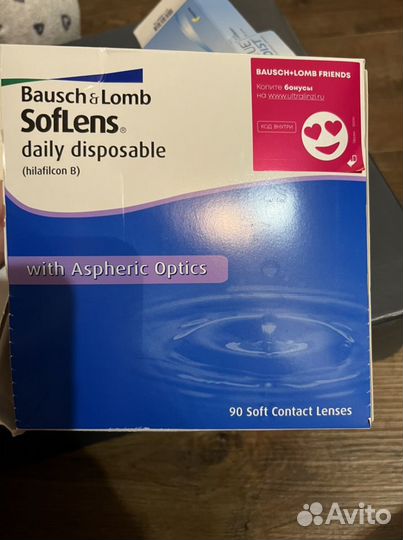 BAUSCH+LOMB FRIENDS
Копите бонусы
на www.ultralinzi.ru
КОД ВНУТРИ
Bausch & Lomb
SofLens®
daily disposable
(hilafilcon B)
with Aspheric Optics
90 Soft Contact Lenses
Avito